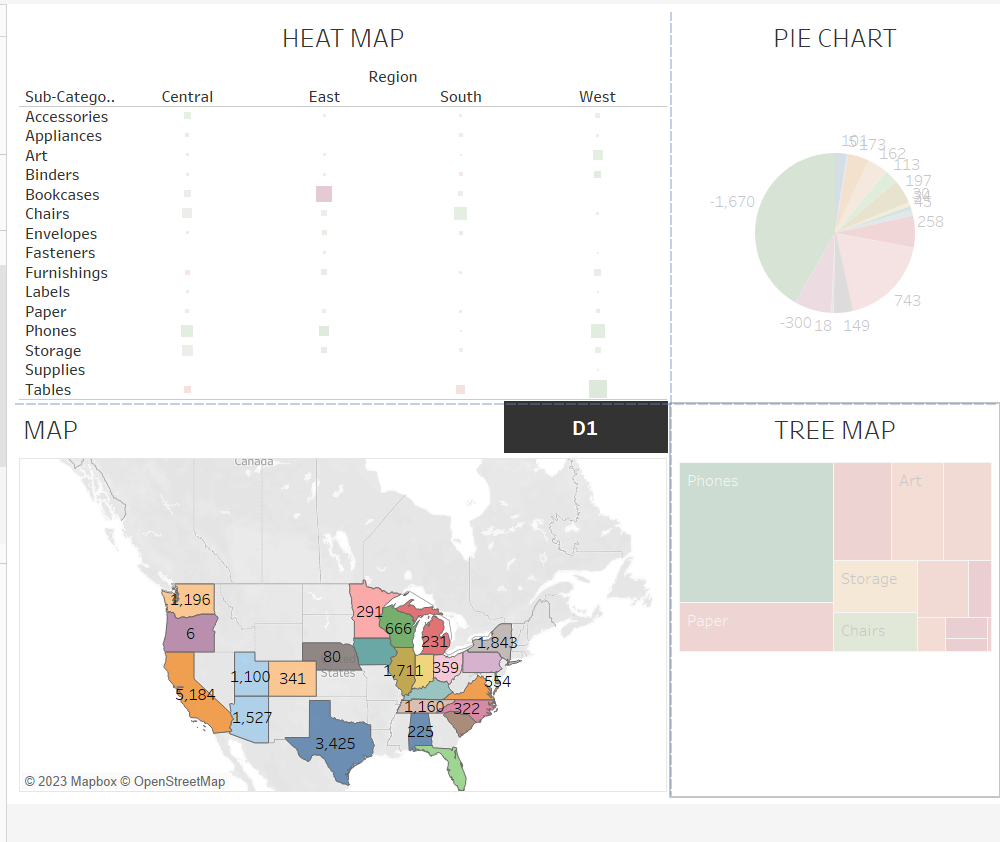 HEAT MAP
Region
Sub-Catego.. Central East South West
Accessories
Appliances
Art
Binders
Bookcases
Chairs
Envelopes
Fasteners
Furnishings
Labels
Paper
Phones
Storage
Supplies
Tables
PIE CHART
173
162
113
197
45
258
743
149
18
-300
-1,670
MAP
D1
Canada
1,196
291
6
666
231
1,843
80
1,711
359
States
1,100
341
5,184
554
1,160
322
1,527
225
3,425
© 2023 Mapbox © OpenStreetMap
TREE MAP
Phones
Art
Storage
Paper
Chairs